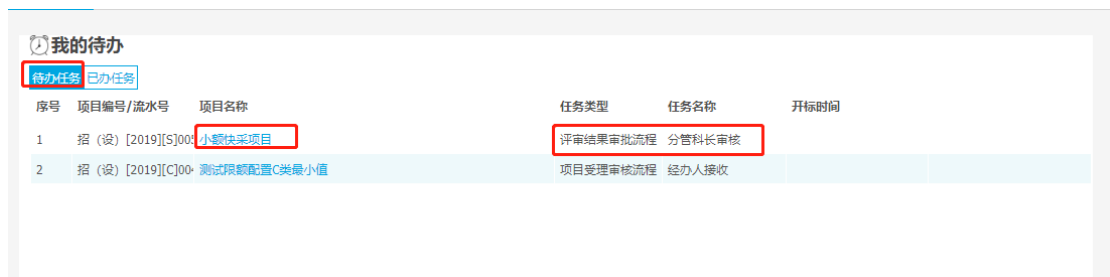 我的待办
待办任务 已办任务
序号 项目编号/流水号 项目名称 任务类型 任务名称 开标时间
1 招（设）[2019][S]005 小额快采项目 评审结果审批流程 分管科长审核
2 招（设）[2019][C]00 测试限额配置C类最小值 项目受理审核流程 经办人接收